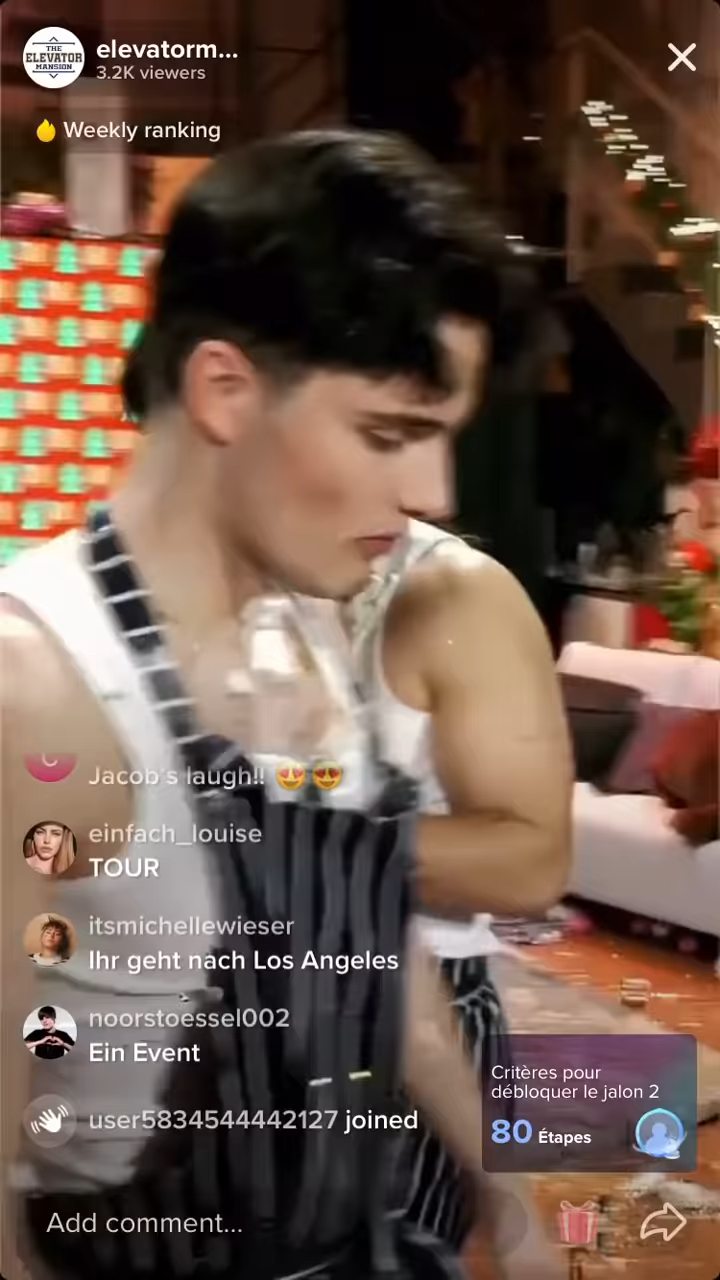 THE
ELEVATOR
MANSION
elevatorm...
3.2K viewers
Weekly ranking
Jacob's laugh!! 😍 😍
einfach_louise
TOUR
itsmichellewieser
Ihr geht nach Los Angeles
noorstoessel002
Ein Event
user5834544442127 joined
Critères pour
débloquer le jalon 2
80 Étapes
Add comment...